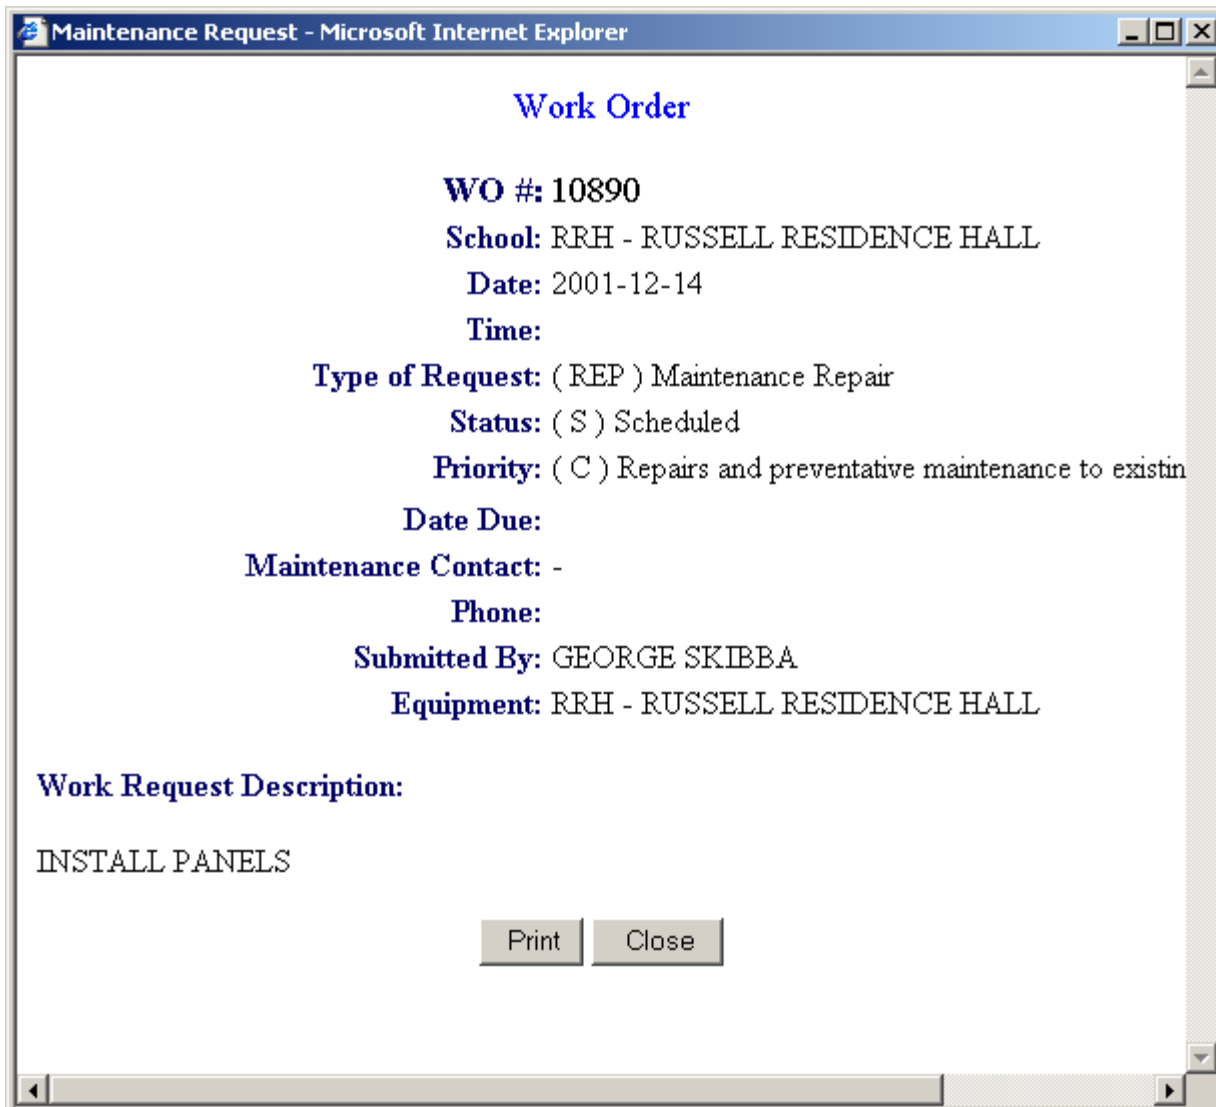 Maintenance Request - Microsoft Internet Explorer
Work Order
WO #: 10890
School: RRH - RUSSELL RESIDENCE HALL
Date: 2001-12-14
Time:
Type of Request: ( REP ) Maintenance Repair
Status: ( S ) Scheduled
Priority: ( C ) Repairs and preventative maintenance to existin
Date Due:
Maintenance Contact: -
Phone:
Submitted By: GEORGE SKIBBA
Equipment: RRH - RUSSELL RESIDENCE HALL
Work Request Description:
INSTALL PANELS
Print Close